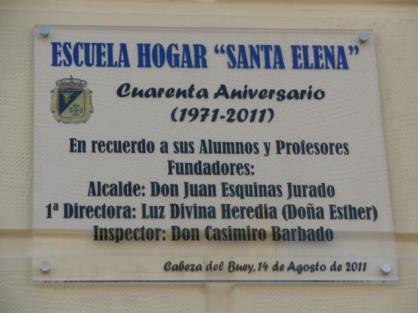 ESCUELA HOGAR "SANTA ELENA"
Cuarenta Aniversario
(1971-2011)
En recuerdo a sus Alumnos y Profesores
Fundadores:
Alcalde: Don Juan Esquinas Jurado
1ª Directora: Luz Divina Heredia (Doña Esther)
Inspector: Don Casimiro Barbado
Cabeza del Buey, 14 de Agosto de 2011